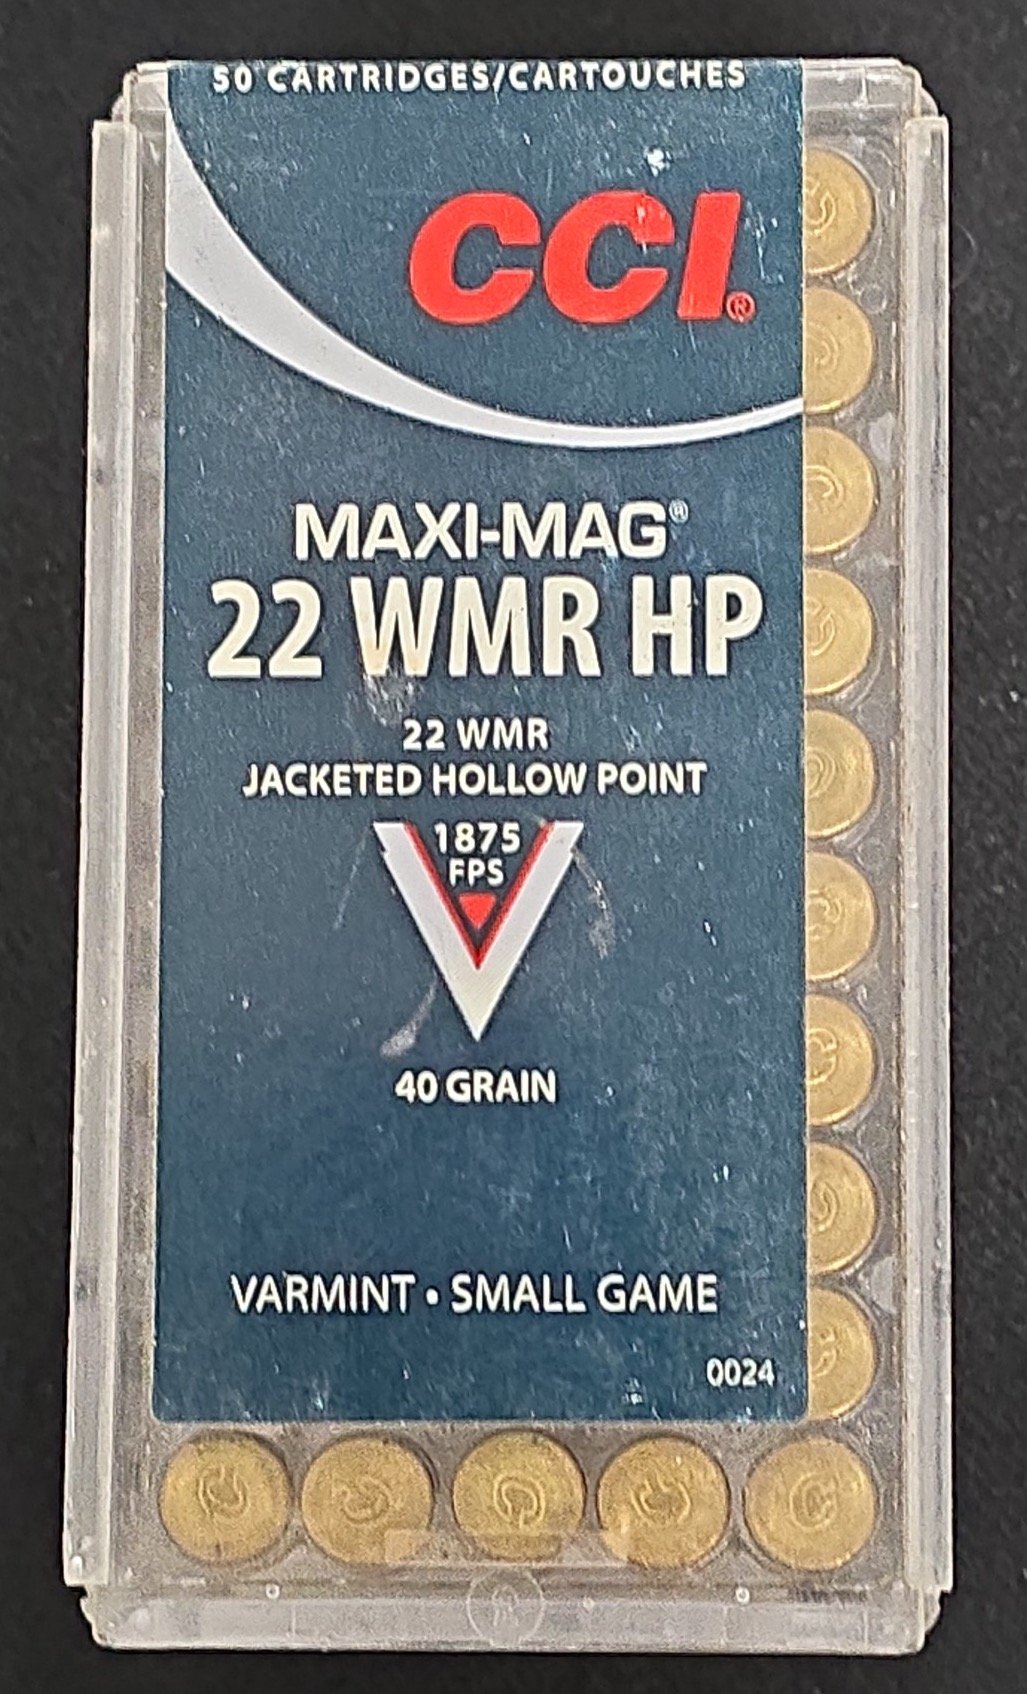 50 CARTRIDGES/CARTOUCHES
CCI®
MAXI-MAG®
22 WMR HP
22 WMR
JACKETED HOLLOW POINT
1875
FPS
40 GRAIN
VARMINT • SMALL GAME
0024
C C C C C